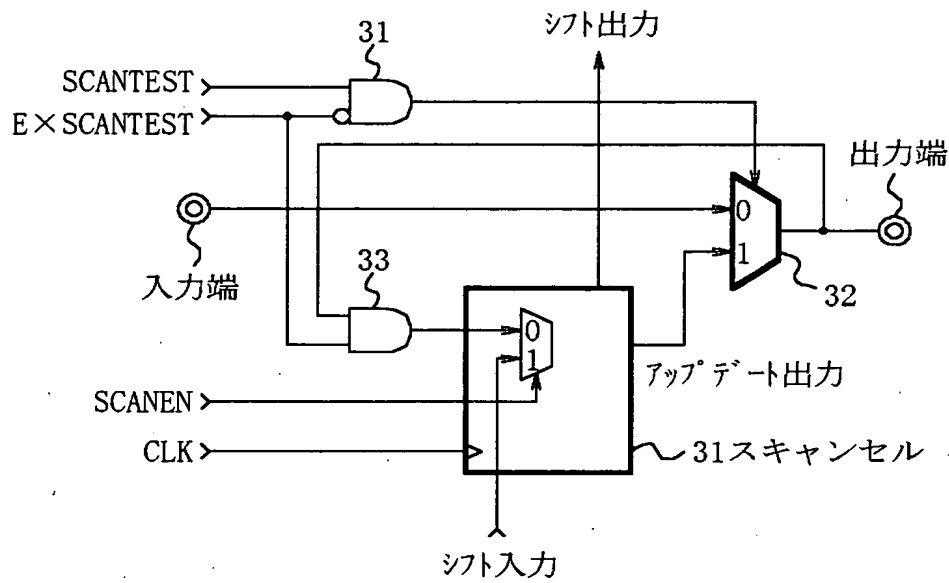 シフト出力
31
SCANTEST
E×SCANTEST
出力端
0
1
入力端
33
32
0
1
アップデート出力
SCANEN
CLK
31スキャンセル
シフト入力